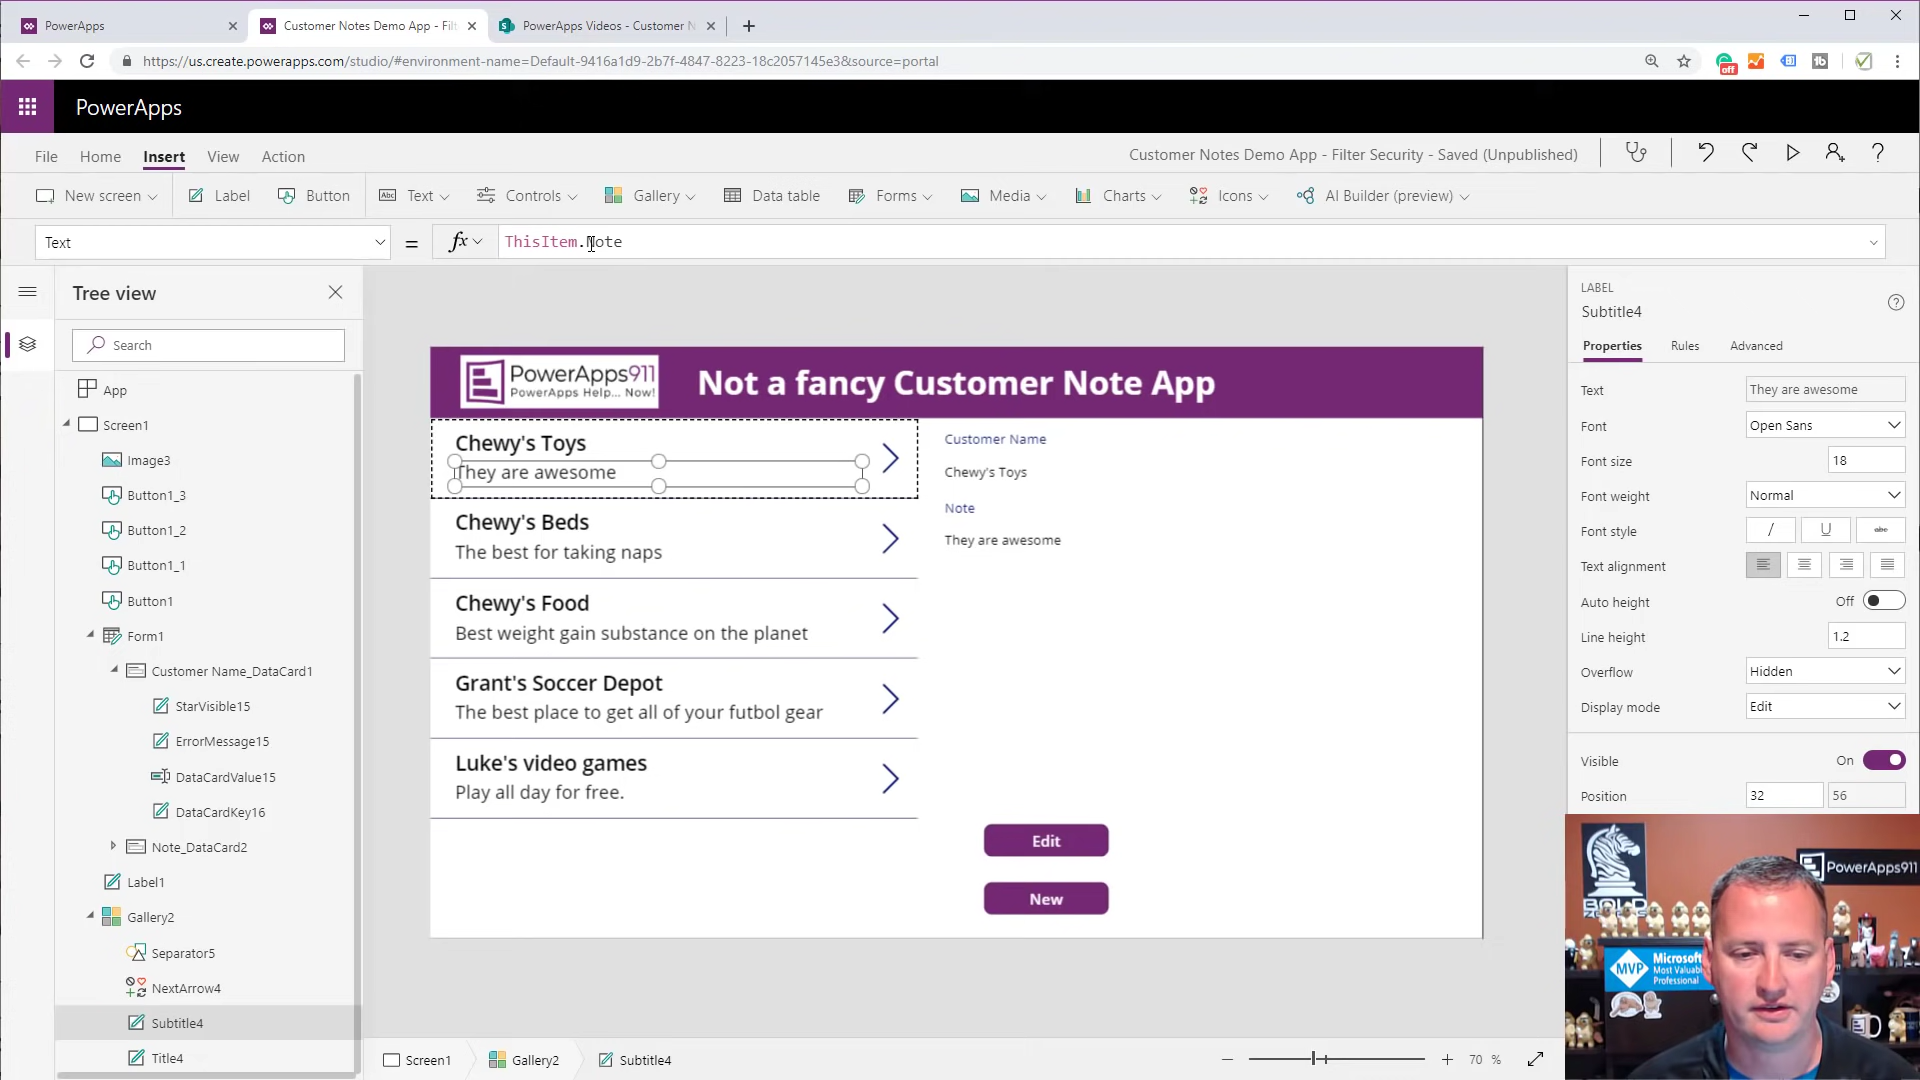 PowerApps
Customer Notes Demo App - Filt
PowerApps Videos - Customer N
https://us.create.powerapps.com/studio/#environment-name=Default-9416a1d9-2b7f-4847-8223-18c2057145e3&source=portal
off
PowerApps
File Home Insert View Action
Customer Notes Demo App - Filter Security - Saved (Unpublished)
New screen Label Button Text Controls Gallery Data table Forms Media Charts Icons AI Builder (preview)
Text = fx ThisItem.Note
Tree view
Search
App
Screen1
Image3
Button1_3
Button1_2
Button1_1
Button1
Form1
Customer Name_DataCard1
StarVisible15
ErrorMessage15
DataCardValue15
DataCardKey16
Note_DataCard2
Label1
Gallery2
Separator5
NextArrow4
Subtitle4
Title4
PowerApps911
PowerApps Help... Now!
Not a fancy Customer Note App
Chewy's Toys
They are awesome
Chewy's Beds
The best for taking naps
Chewy's Food
Best weight gain substance on the planet
Grant's Soccer Depot
The best place to get all of your futbol gear
Luke's video games
Play all day for free.
Customer Name
Chewy's Toys
Note
They are awesome
Edit
New
LABEL
Subtitle4
Properties Rules Advanced
Text They are awesome
Font Open Sans
Font size 18
Font weight Normal
Font style / U abc
Text alignment
Auto height Off
Line height 1.2
Overflow Hidden
Display mode Edit
Visible On
Position 32 56
PowerApps911
BOLD
MVP Microsoft
Most Valuable
Professional
Screen1 Gallery2 Subtitle4
70 %